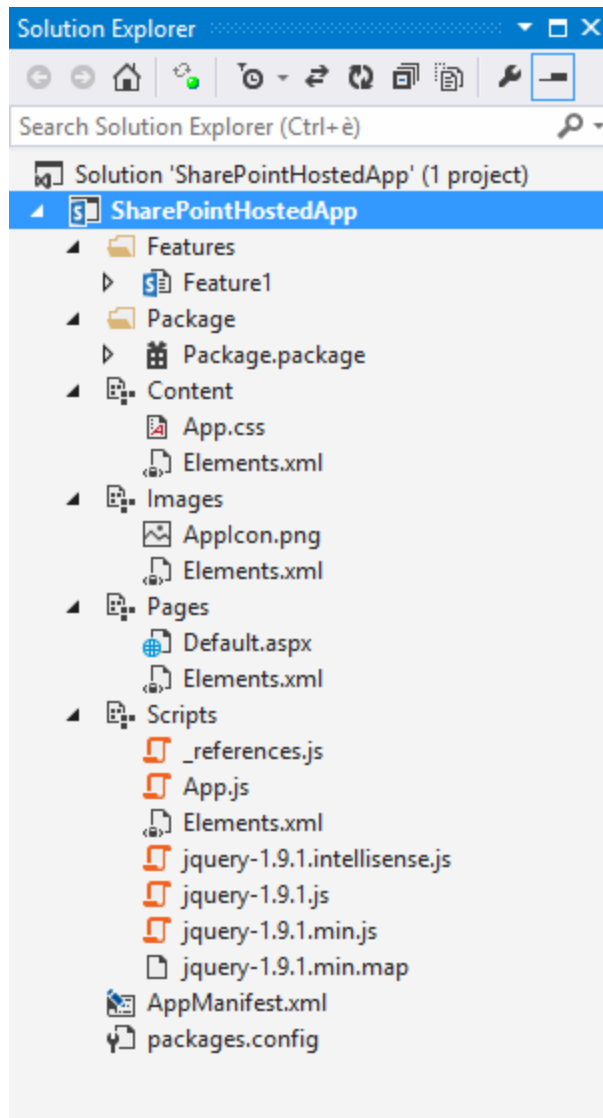 Solution Explorer
Search Solution Explorer (Ctrl+è)
Solution 'SharePointHostedApp' (1 project)
SharePointHostedApp
Features
Feature1
Package
Package.package
Content
App.css
Elements.xml
Images
AppIcon.png
Elements.xml
Pages
Default.aspx
Elements.xml
Scripts
_references.js
App.js
Elements.xml
jquery-1.9.1.intellisense.js
jquery-1.9.1.js
jquery-1.9.1.min.js
jquery-1.9.1.min.map
AppManifest.xml
packages.config